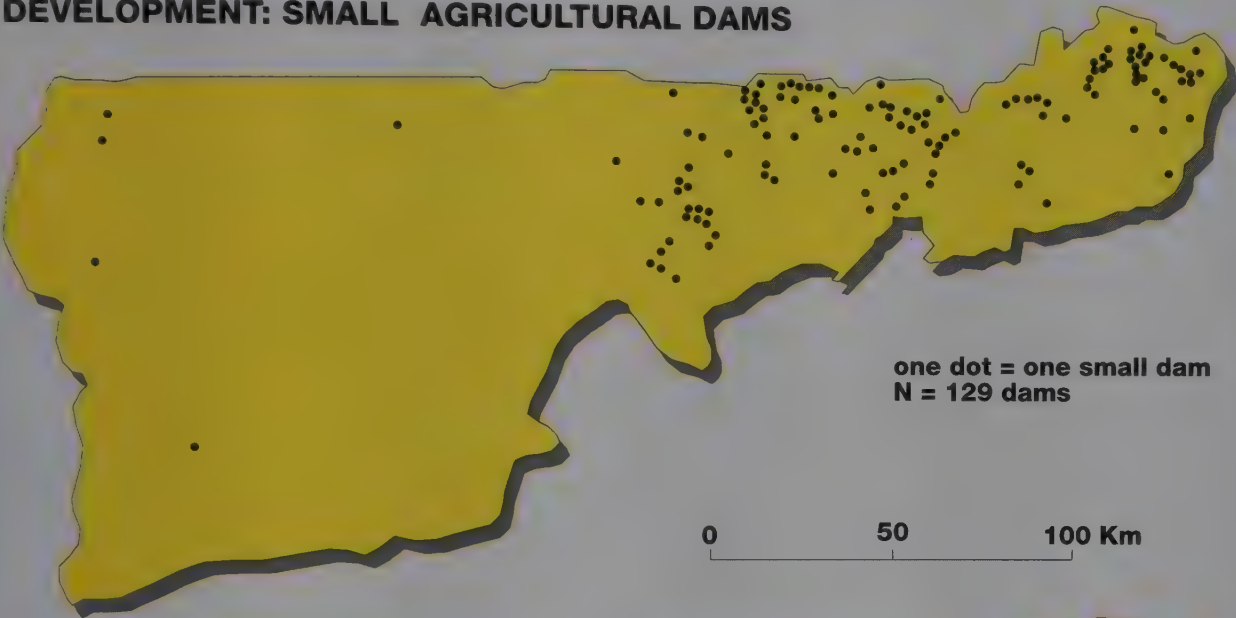 DEVELOPMENT: SMALL AGRICULTURAL DAMS
one dot = one small dam
N = 129 dams
0 50 100 Km